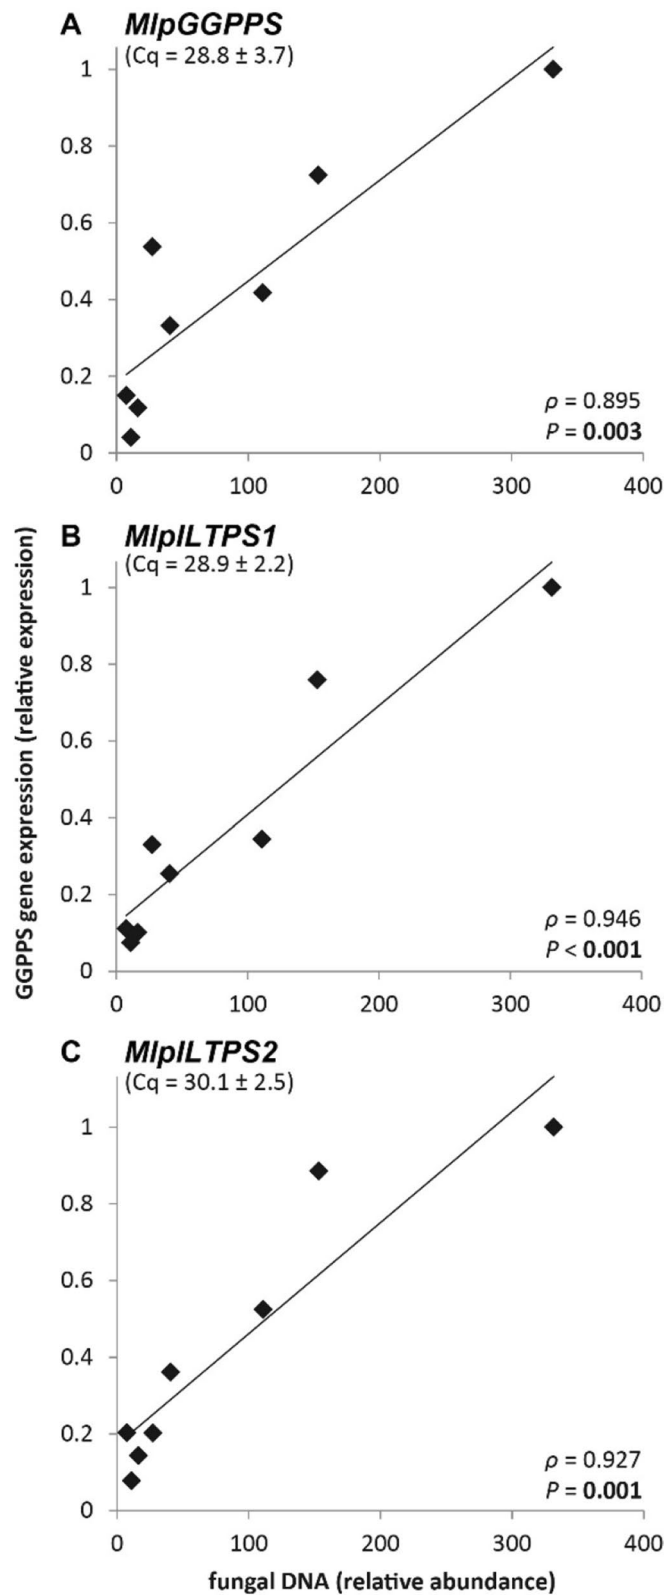 A MlpGGPPS
(Cq = 28.8 ± 3.7)
1
0.8
0.6
0.4
0.2
0
ρ = 0.895
P = 0.003
0 100 200 300 400
B MlpILTPS1
(Cq = 28.9 ± 2.2)
1
0.8
0.6
0.4
0.2
0
ρ = 0.946
P < 0.001
0 100 200 300 400
GGPPS gene expression (relative expression)
C MlpILTPS2
(Cq = 30.1 ± 2.5)
1
0.8
0.6
0.4
0.2
0
ρ = 0.927
P = 0.001
0 100 200 300 400
fungal DNA (relative abundance)